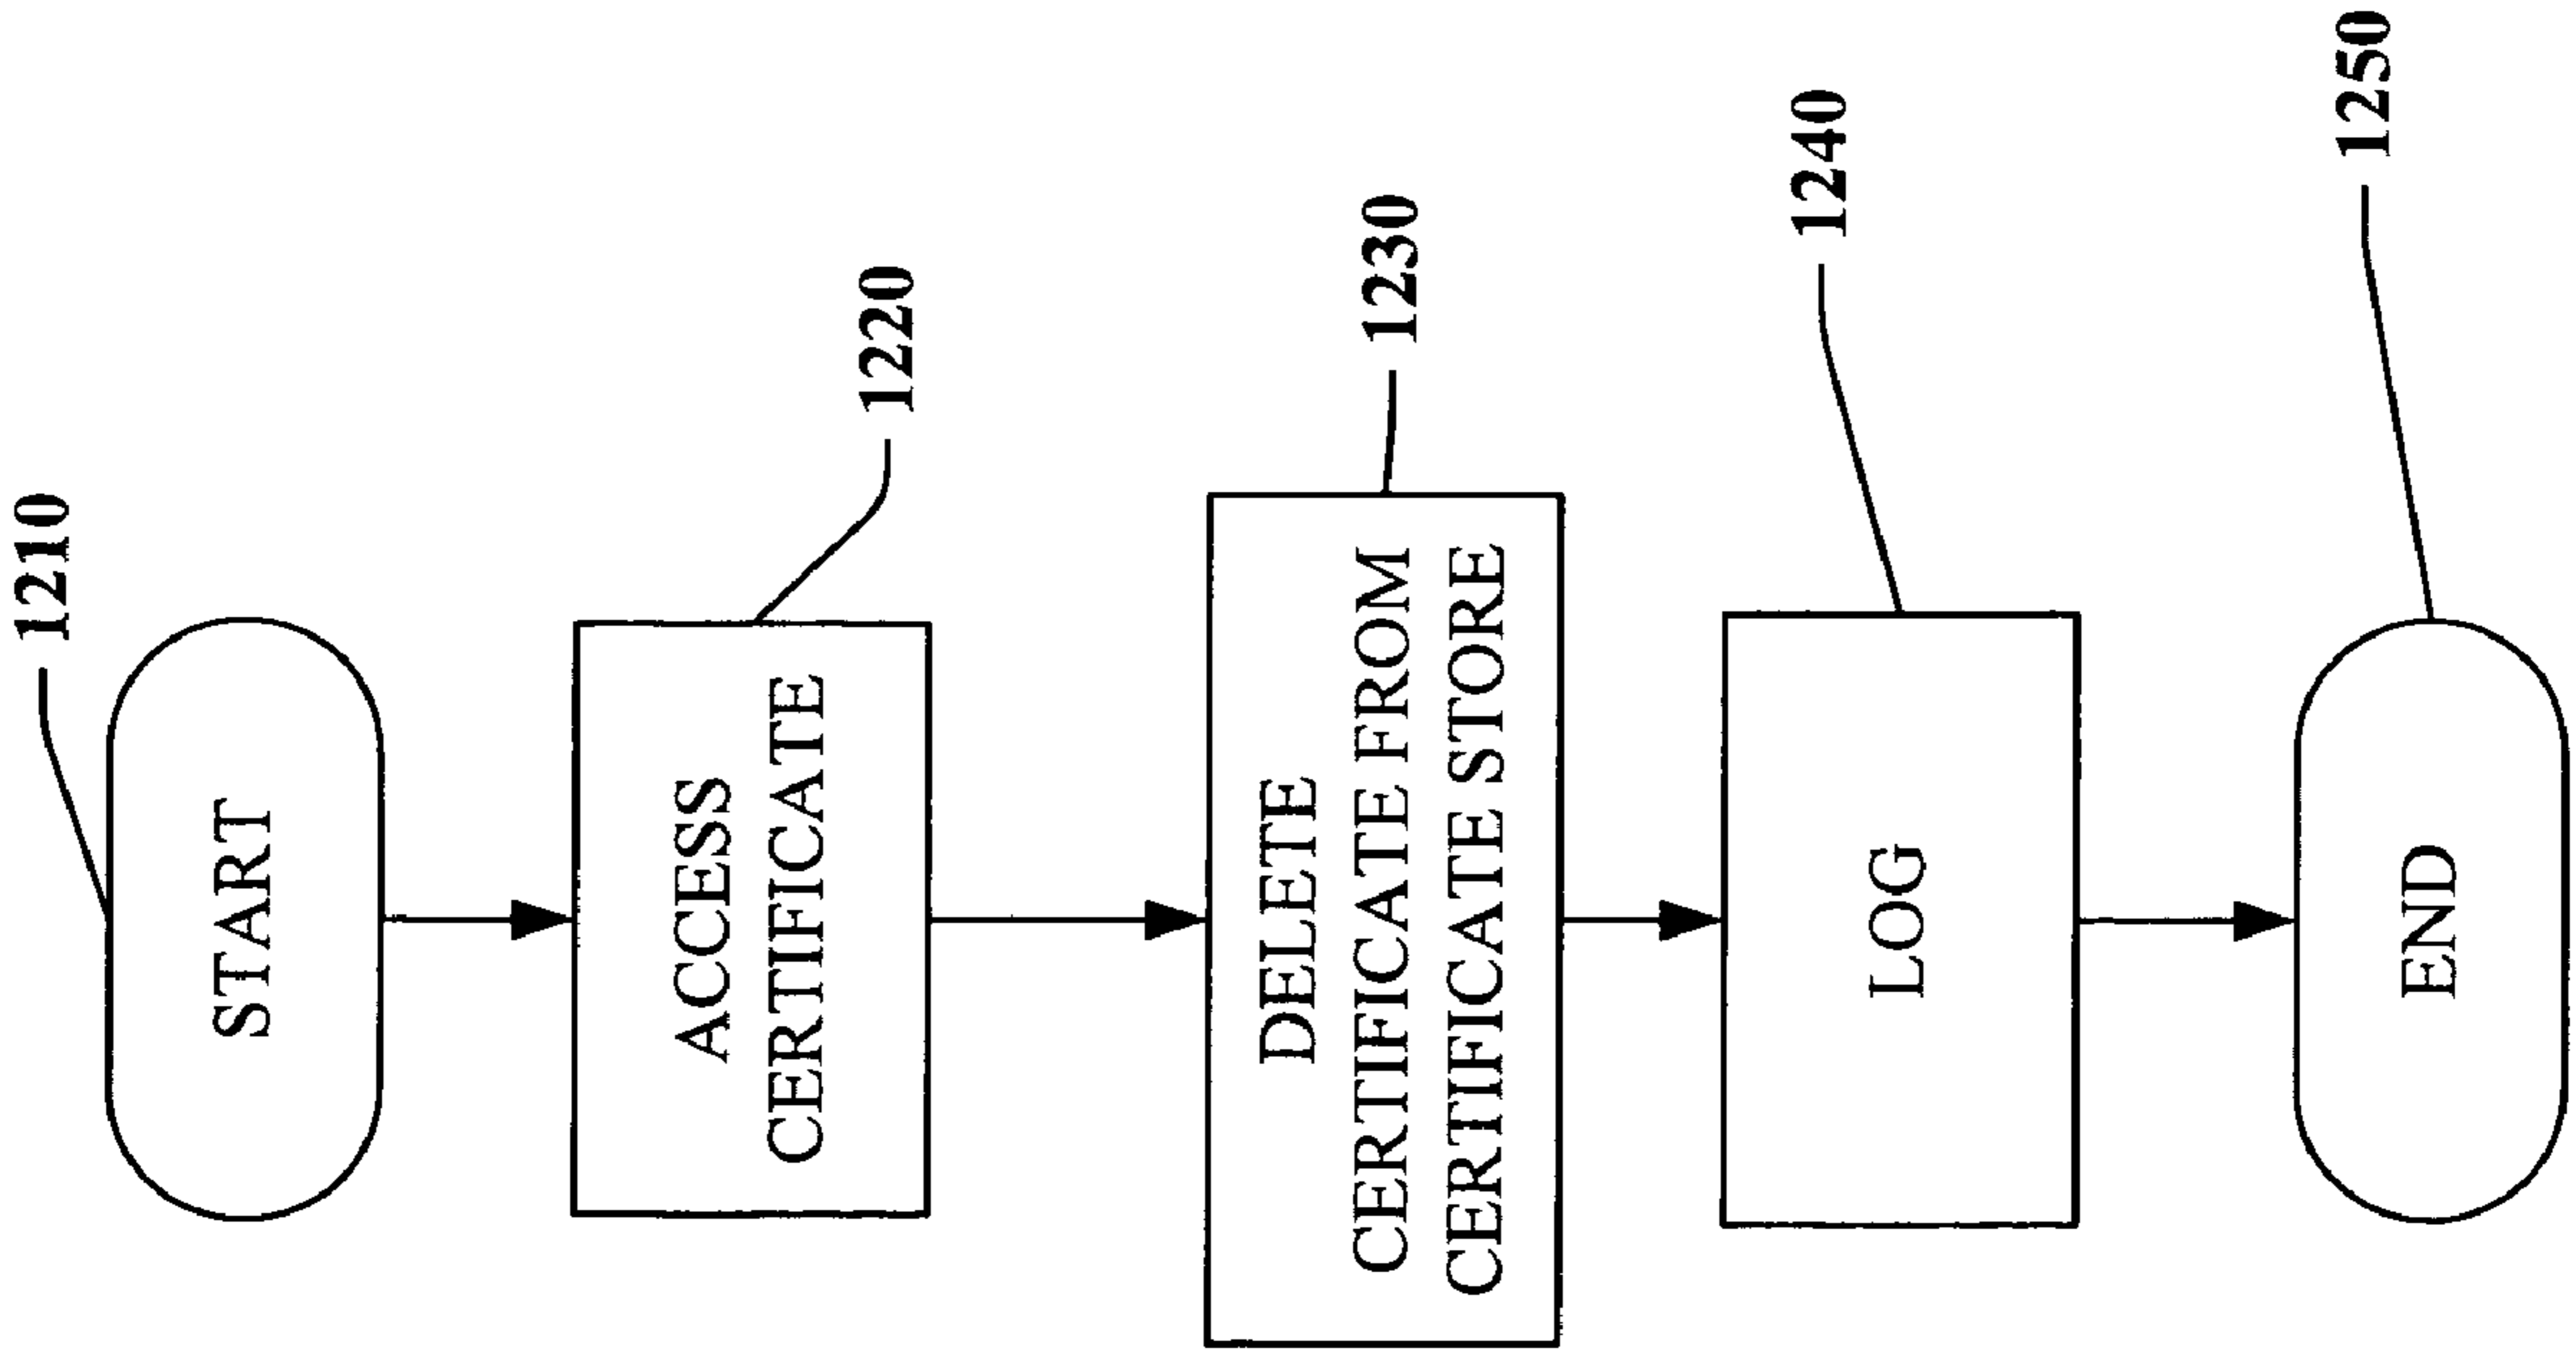 1210
START
1220
ACCESS
CERTIFICATE
1230
DELETE
CERTIFICATE FROM
CERTIFICATE STORE
1240
LOG
1250
END